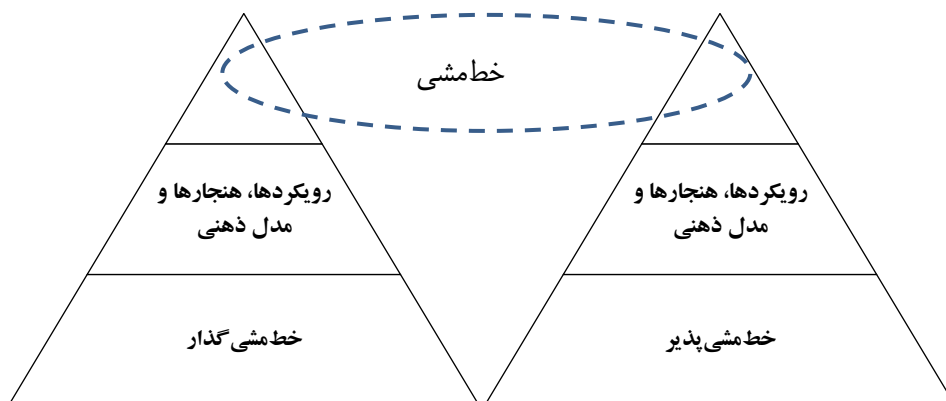 خط‌مشی
رویکردها، هنجارها و
مدل ذهنی
رویکردها، هنجارها و
مدل ذهنی
خط‌مشی‌پذیر
خط‌مشی‌گذار